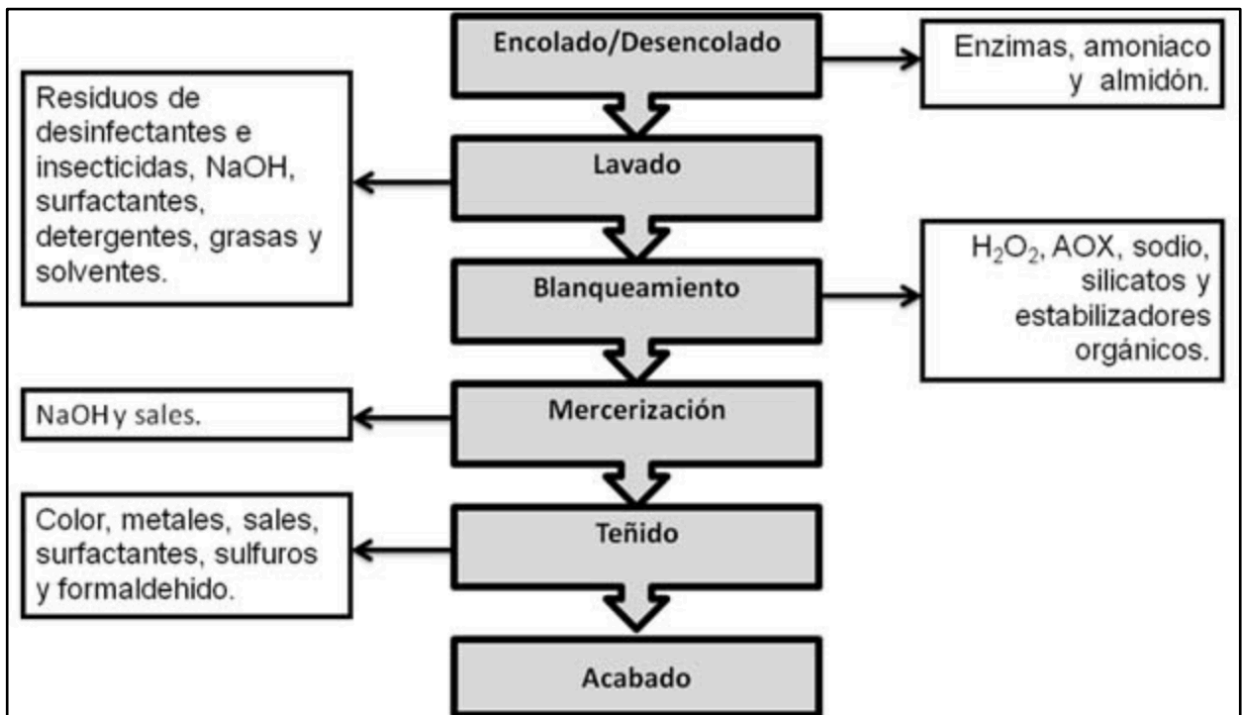 Encolado/Desencolado
Enzimas, amoniaco
y almidón.
Residuos de
desinfectantes e
insecticidas, NaOH,
surfactantes,
detergentes, grasas y
solventes.
Lavado
Blanqueamiento
H₂O₂, AOX, sodio,
silicatos y
estabilizadores
orgánicos.
Mercerización
NaOH y sales.
Teñido
Color, metales, sales,
surfactantes, sulfuros
y formaldehido.
Acabado